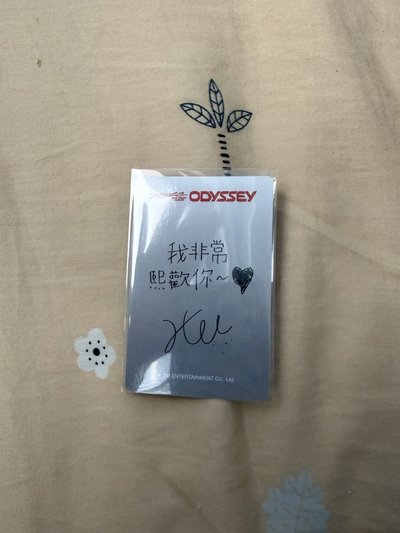 ODYSSEY
我非常
熙歡你～
ENTERTAINMENT Co., Ltd.